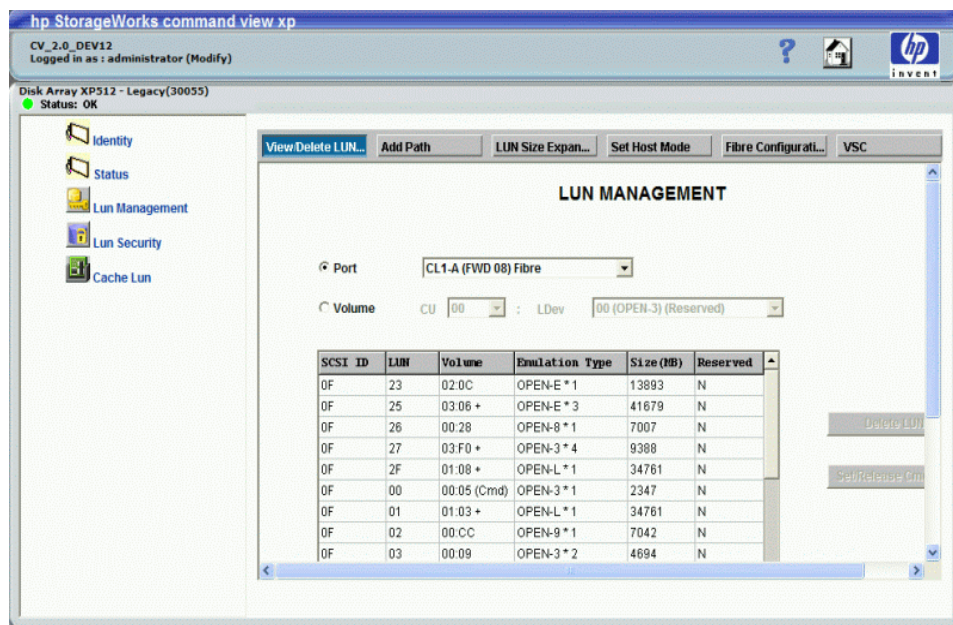 hp StorageWorks command view xp
CV_2.0_DEV12
Logged in as : administrator (Modify)
?
hp
invent
Disk Array XP512 - Legacy(30055)
Status: OK
Identity
Status
Lun Management
Lun Security
Cache Lun
View/Delete LUN... Add Path LUN Size Expan... Set Host Mode Fibre Configurati... VSC
LUN MANAGEMENT
Port CL1-A (FWD 08) Fibre
Volume CU 00 : LDev 00 (OPEN-3) (Reserved)
SCSI ID LUN Volume Emulation Type Size(MB) Reserved
0F 23 02:0C OPEN-E * 1 13893 N
0F 25 03:06 + OPEN-E * 3 41679 N
0F 26 00:28 OPEN-8 * 1 7007 N
0F 27 03:F0 + OPEN-3 * 4 9388 N
0F 2F 01:08 + OPEN-L * 1 34761 N
0F 00 00:05 (Cmd) OPEN-3 * 1 2347 N
0F 01 01:03 + OPEN-L * 1 34761 N
0F 02 00:CC OPEN-9 * 1 7042 N
0F 03 00:09 OPEN-3 * 2 4694 N
Delete LUN
Set/Release Cm